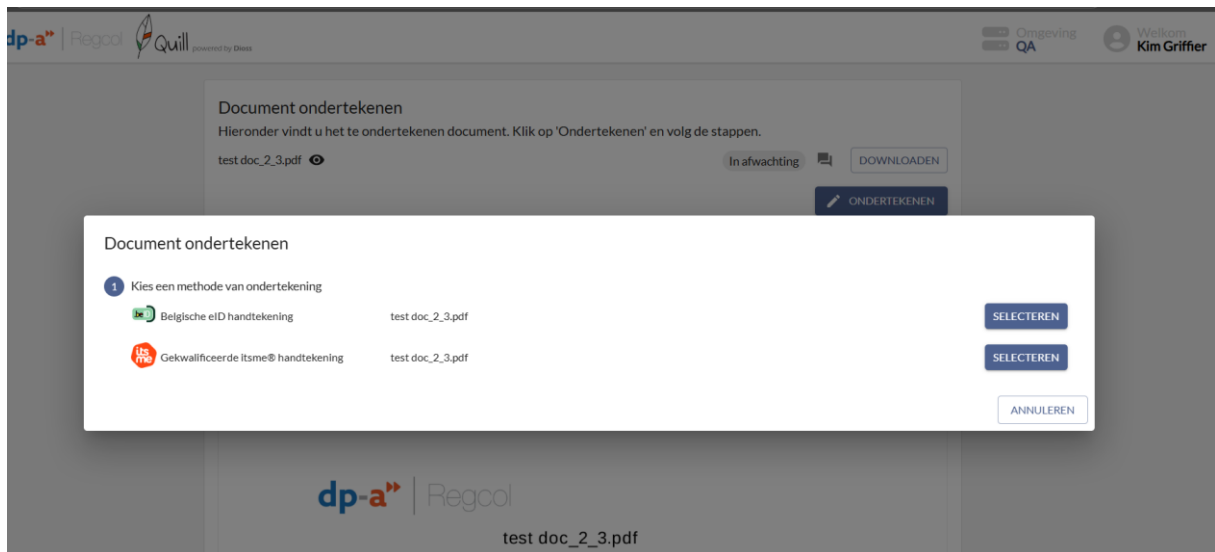 dp-a» | Regcol Quill powered by Dioss Omgeving QA Welkom Kim Griffier
Document ondertekenen
Hieronder vindt u het te ondertekenen document. Klik op 'Ondertekenen' en volg de stappen.
test doc_2_3.pdf In afwachting DOWNLOADEN
ONDERTEKENEN
Document ondertekenen
1 Kies een methode van ondertekening
.be Belgische eID handtekening test doc_2_3.pdf SELECTEREN
itsme Gekwalificeerde itsme® handtekening test doc_2_3.pdf SELECTEREN
ANNULEREN
dp-a» | Regcol
test doc_2_3.pdf